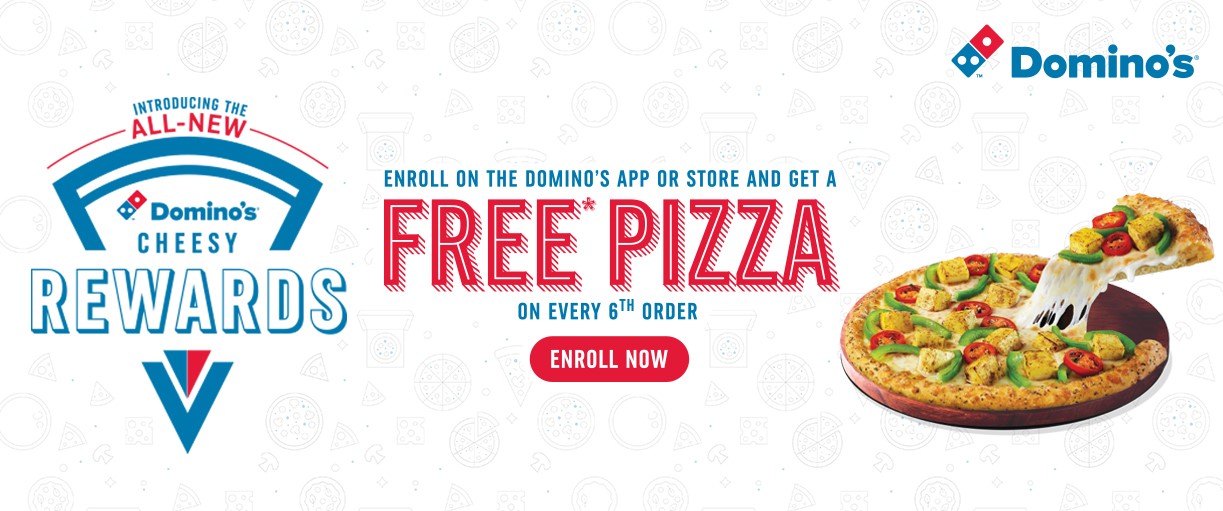 Domino's®
INTRODUCING THE
ALL-NEW
Domino's®
CHEESY
REWARDS
ENROLL ON THE DOMINO'S APP OR STORE AND GET A
FREE* PIZZA
ON EVERY 6TH ORDER
ENROLL NOW
TM